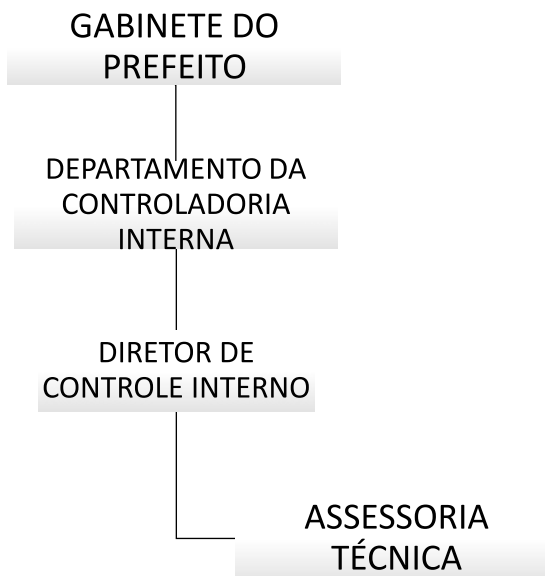 GABINETE DO
PREFEITO
DEPARTAMENTO DA
CONTROLADORIA
INTERNA
DIRETOR DE
CONTROLE INTERNO
ASSESSORIA
TÉCNICA